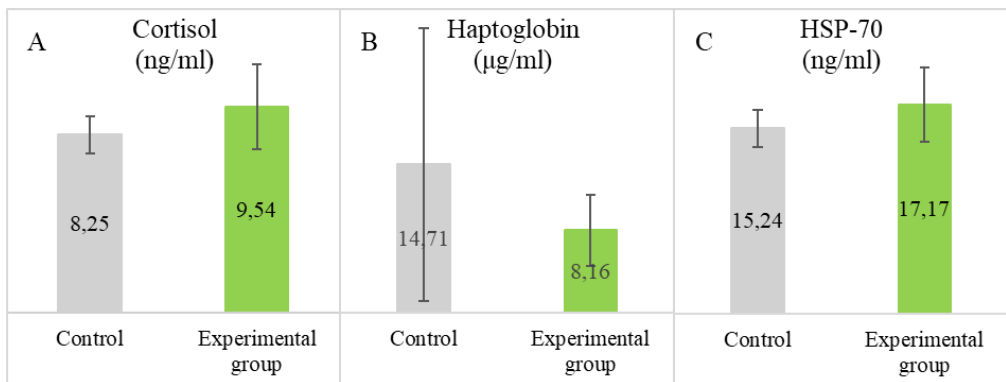 A
Cortisol
(ng/ml)
8,25
9,54
Control
Experimental
group
B
Haptoglobin
(μg/ml)
14,71
8,16
Control
Experimental
group
C
HSP-70
(ng/ml)
15,24
17,17
Control
Experimental
group